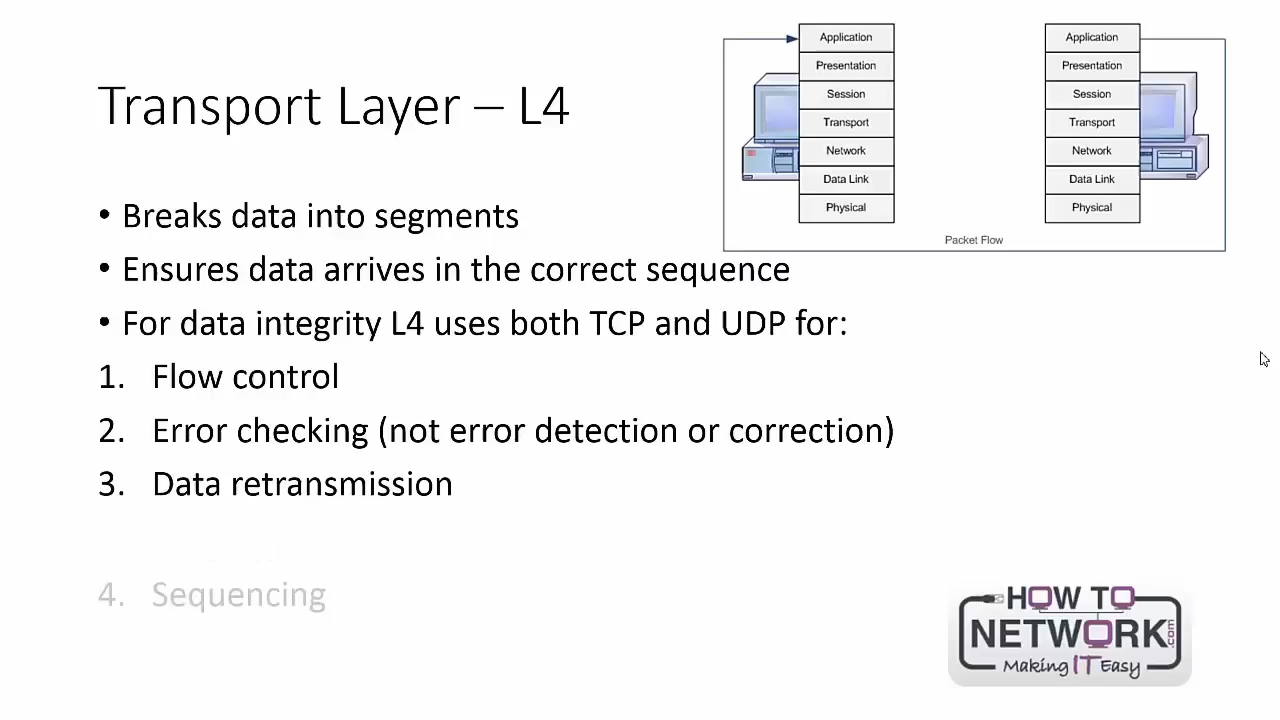 Transport Layer – L4
• Breaks data into segments
• Ensures data arrives in the correct sequence
• For data integrity L4 uses both TCP and UDP for:
1. Flow control
2. Error checking (not error detection or correction)
3. Data retransmission
4. Sequencing
Application
Presentation
Session
Transport
Network
Data Link
Physical
Application
Presentation
Session
Transport
Network
Data Link
Physical
Packet Flow
HOW TO
NETWORK.com
Making IT Easy